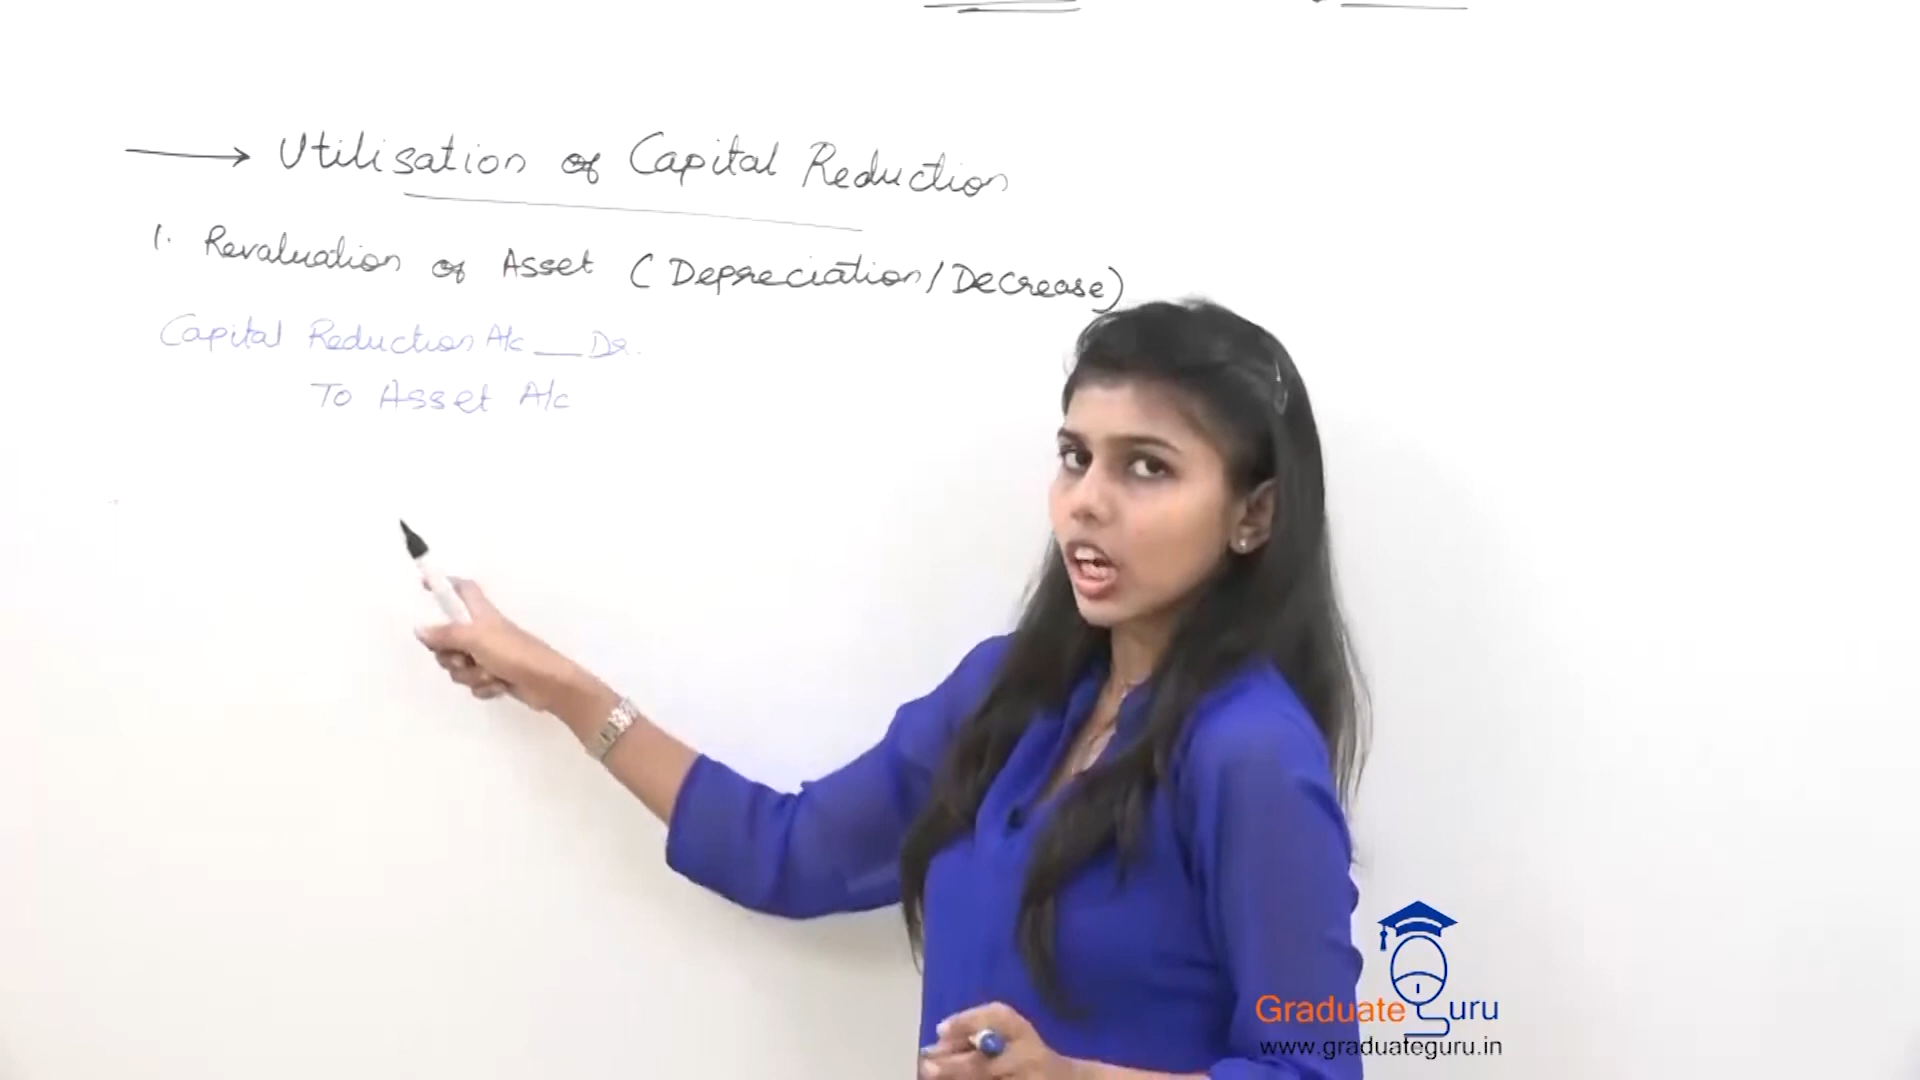 → Utilisation of Capital Reduction
1. Revaluation of Asset (Depreciation/Decrease)
Capital Reduction A/c __ Dr.
To Asset A/c
Graduate Guru
www.graduateguru.in